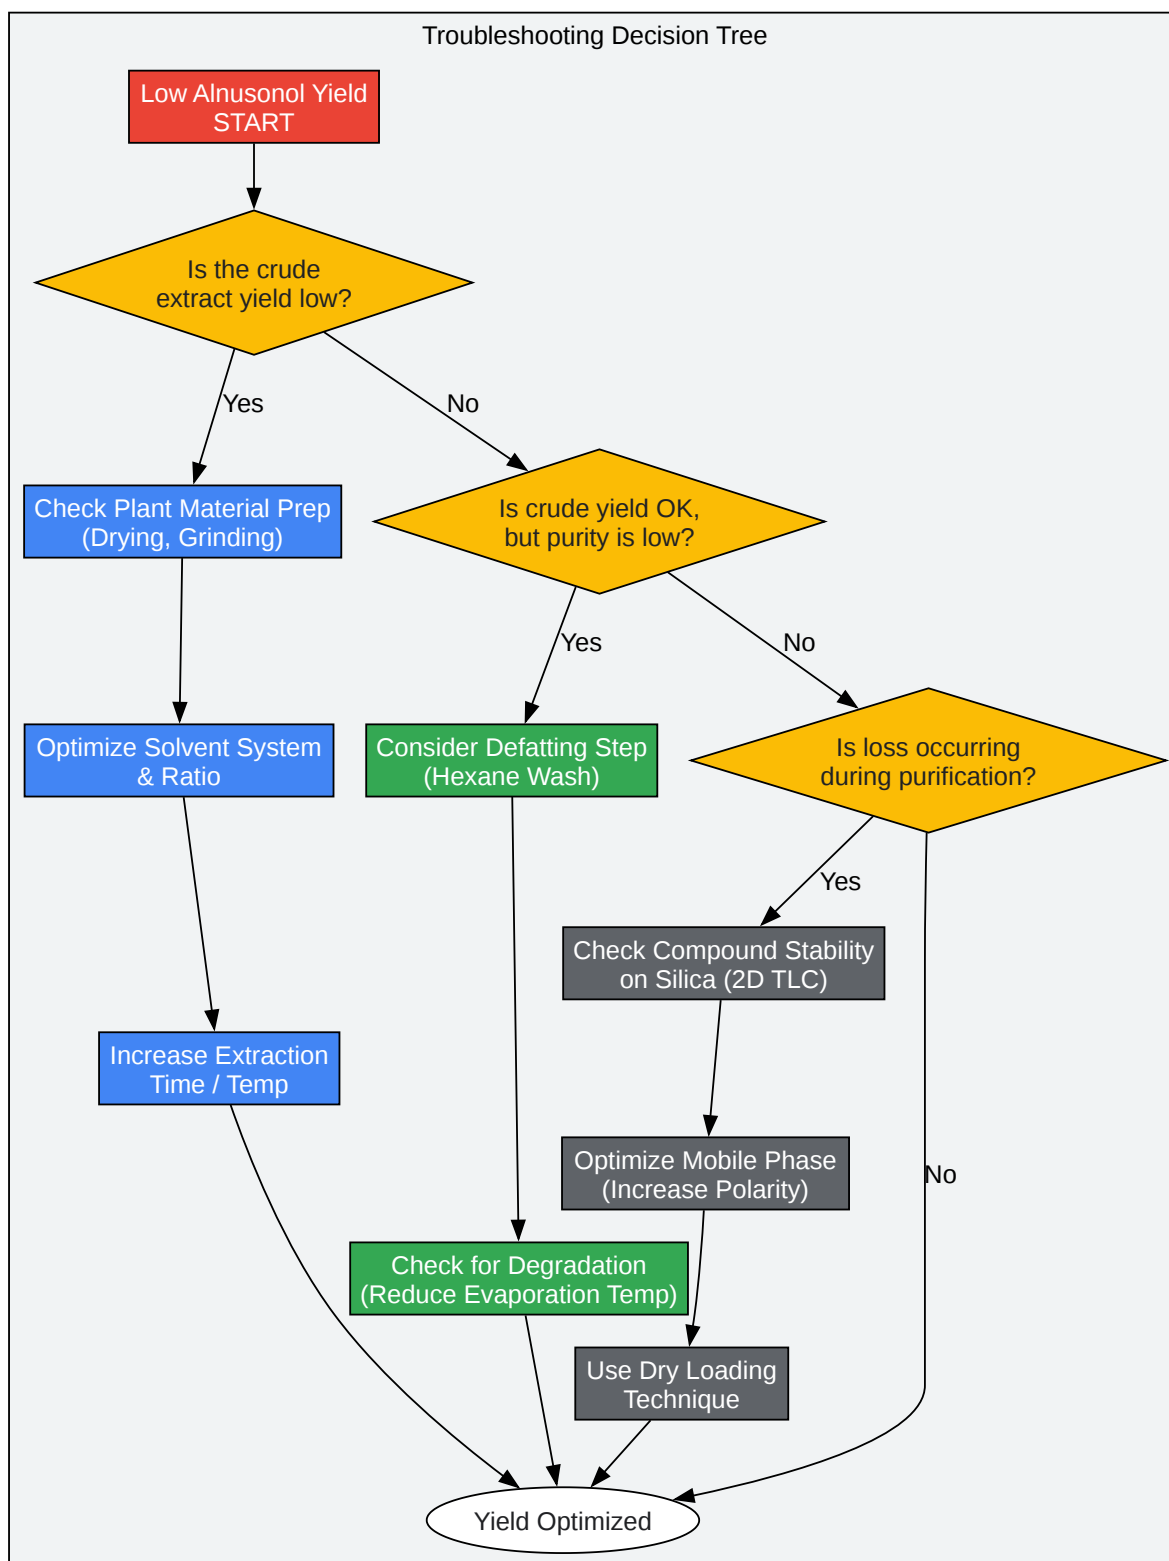 Troubleshooting Decision Tree
Low Alnusonol Yield
START
Is the crude
extract yield low?
Yes
No
Check Plant Material Prep
(Drying, Grinding)
Is crude yield OK,
but purity is low?
Yes
No
Optimize Solvent System
& Ratio
Consider Defatting Step
(Hexane Wash)
Is loss occurring
during purification?
Yes
Check Compound Stability
on Silica (2D TLC)
Increase Extraction
Time / Temp
Optimize Mobile Phase
(Increase Polarity)
No
Check for Degradation
(Reduce Evaporation Temp)
Use Dry Loading
Technique
Yield Optimized